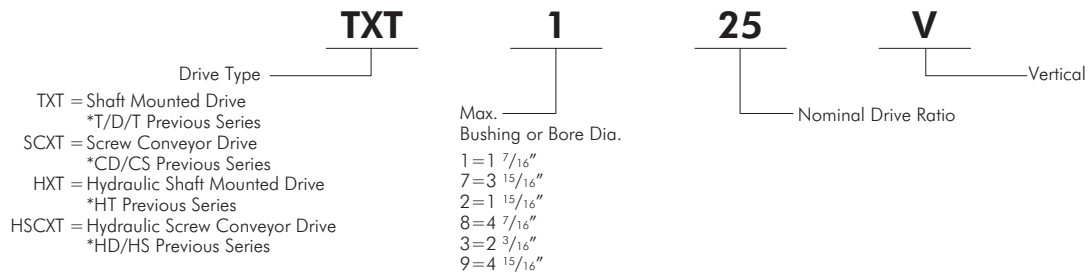 TXT 1 25 V
Drive Type
Vertical
TXT = Shaft Mounted Drive
*T/D/T Previous Series
SCXT = Screw Conveyor Drive
*CD/CS Previous Series
HXT = Hydraulic Shaft Mounted Drive
*HT Previous Series
HSCXT = Hydraulic Screw Conveyor Drive
*HD/HS Previous Series
Max.
Bushing or Bore Dia.
1=1 7/16"
7=3 15/16"
2=1 15/16"
8=4 7/16"
3=2 3/16"
9=4 15/16"
Nominal Drive Ratio